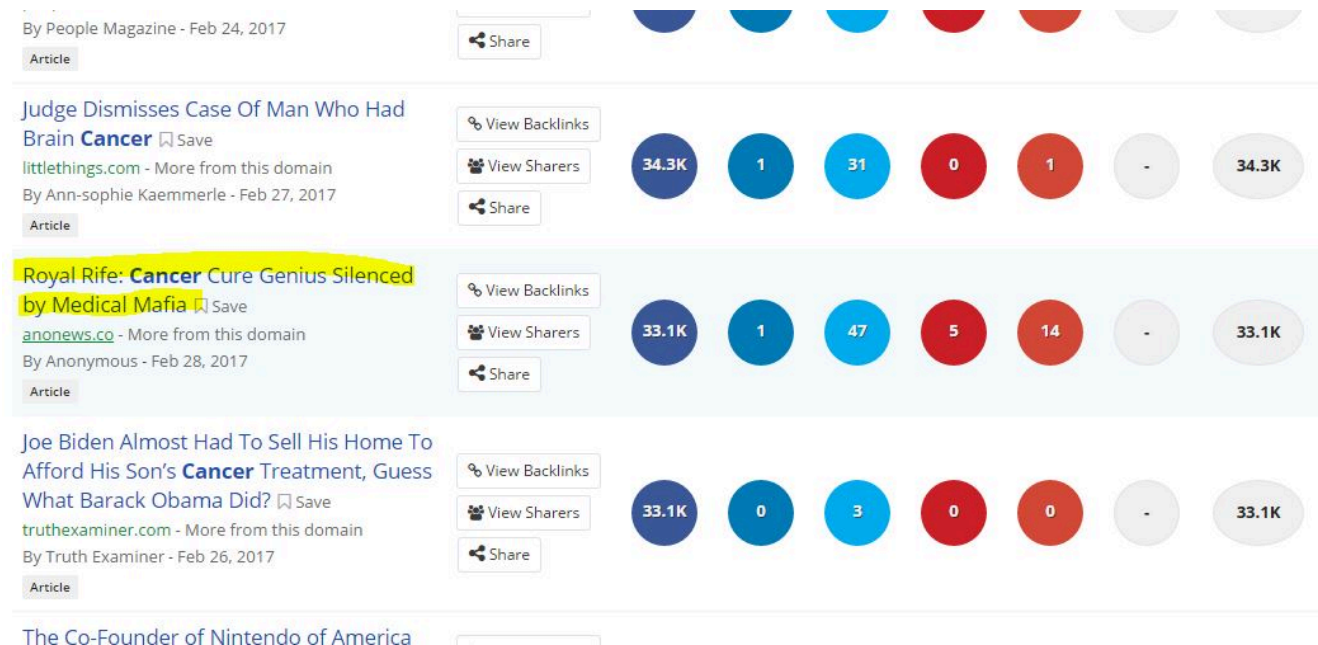 By People Magazine - Feb 24, 2017
Share
Article
Judge Dismisses Case Of Man Who Had
Brain Cancer Save
littlethings.com - More from this domain
By Ann-sophie Kaemmerle - Feb 27, 2017
Article
View Backlinks
View Sharers
Share
34.3K 1 31 0 1 - 34.3K
Royal Rife: Cancer Cure Genius Silenced
by Medical Mafia Save
anonews.co - More from this domain
By Anonymous - Feb 28, 2017
Article
View Backlinks
View Sharers
Share
33.1K 1 47 5 14 - 33.1K
Joe Biden Almost Had To Sell His Home To
Afford His Son's Cancer Treatment, Guess
What Barack Obama Did? Save
truthexaminer.com - More from this domain
By Truth Examiner - Feb 26, 2017
Article
View Backlinks
View Sharers
Share
33.1K 0 3 0 0 - 33.1K
The Co-Founder of Nintendo of America